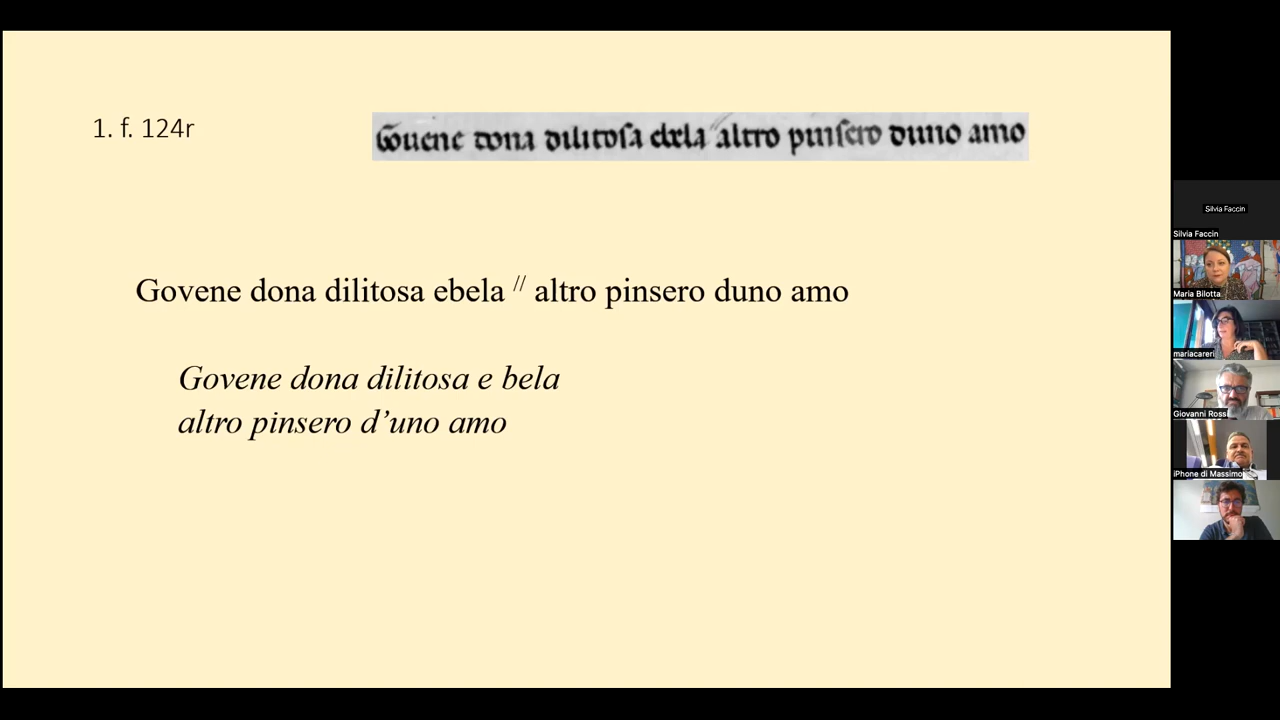 1. f. 124r
Govene dona dilitosa ebela // altro pinsero duno amo
Govene dona dilitosa ebela // altro pinsero duno amo
Govene dona dilitosa e bela
altro pinsero d’uno amo
Silvia Faccin
Silvia Faccin
Maria Bilotta
mariacareri
Giovanni Rossi
iPhone di Massimo